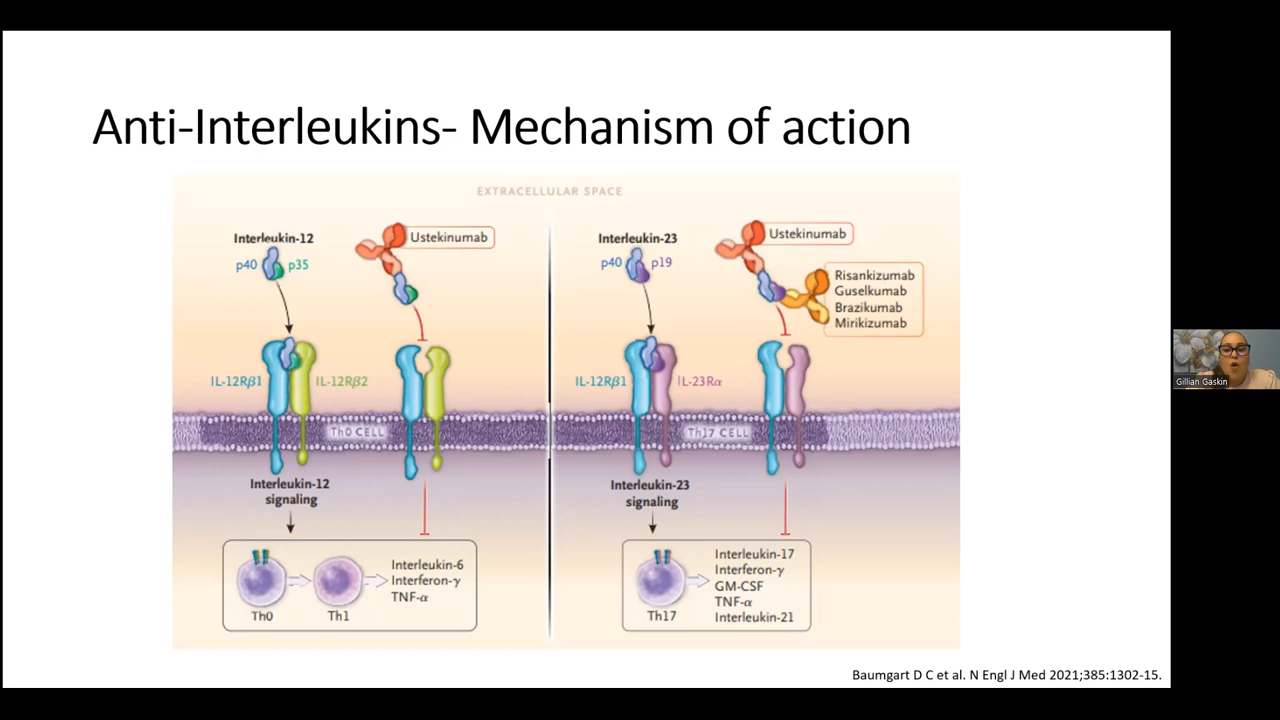 Anti-Interleukins- Mechanism of action
EXTRACELLULAR SPACE
Interleukin-12
p40
p35
Ustekinumab
IL-12Rβ1
IL-12Rβ2
Th0 CELL
Interleukin-12
signaling
Th0
Th1
Interleukin-6
Interferon-γ
TNF-α
Interleukin-23
p40
p19
Ustekinumab
Risankizumab
Guselkumab
Brazikumab
Mirikizumab
IL-12Rβ1
IL-23Rα
Th17 CELL
Interleukin-23
signaling
Th17
Interleukin-17
Interferon-γ
GM-CSF
TNF-α
Interleukin-21
Baumgart D C et al. N Engl J Med 2021;385:1302-15.
Gillian Gaskin